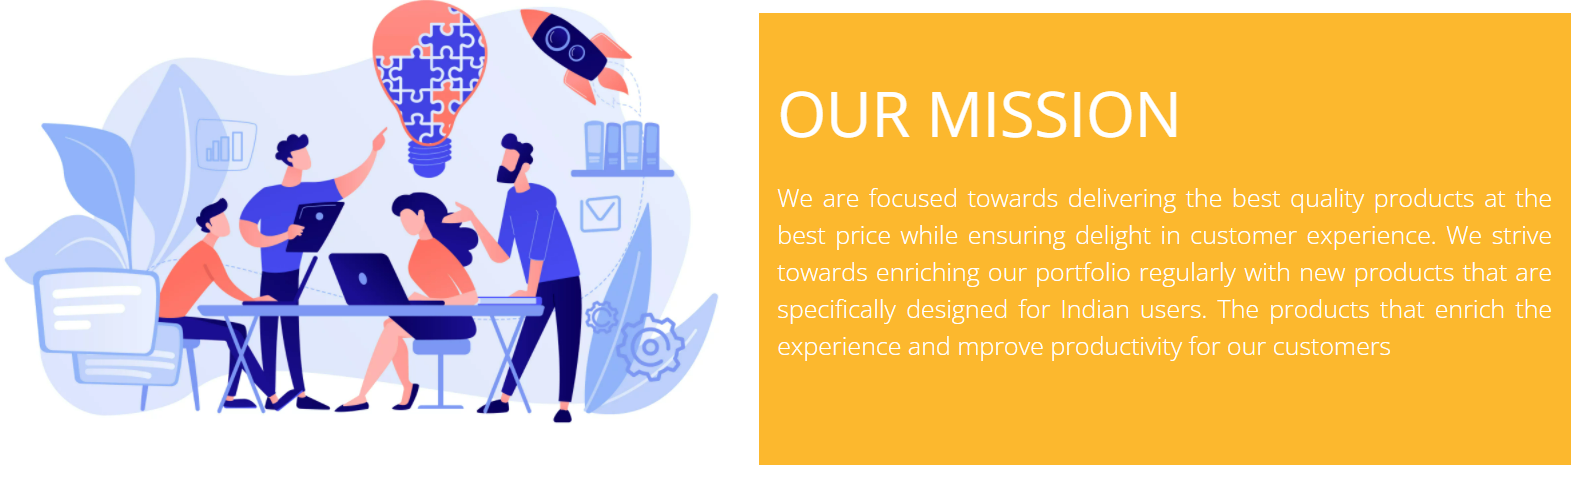 OUR MISSION
We are focused towards delivering the best quality products at the
best price while ensuring delight in customer experience. We strive
towards enriching our portfolio regularly with new products that are
specifically designed for Indian users. The products that enrich the
experience and mprove productivity for our customers